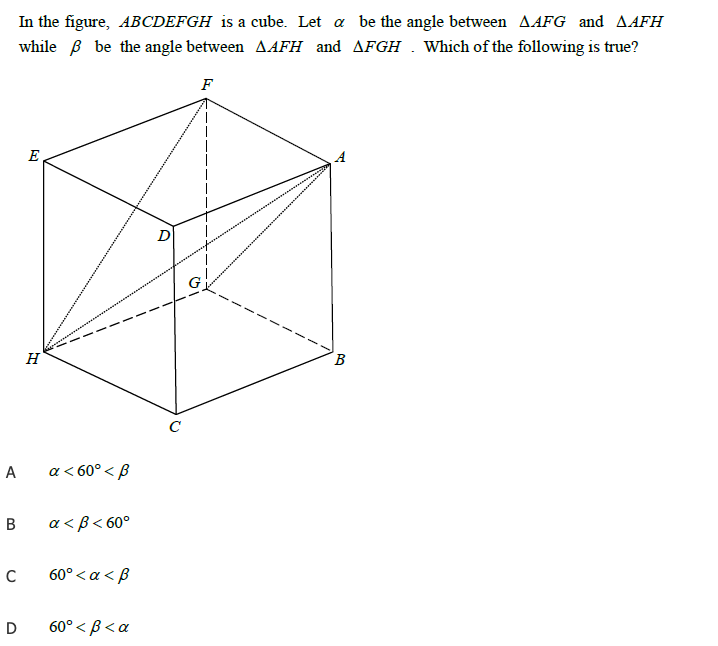 In the figure, ABCDEFGH is a cube. Let α be the angle between ΔAFG and ΔAFH
while β be the angle between ΔAFH and ΔFGH . Which of the following is true?
F
E
A
D
G
H
B
C
A α < 60° < β
B α < β < 60°
C 60° < α < β
D 60° < β < α